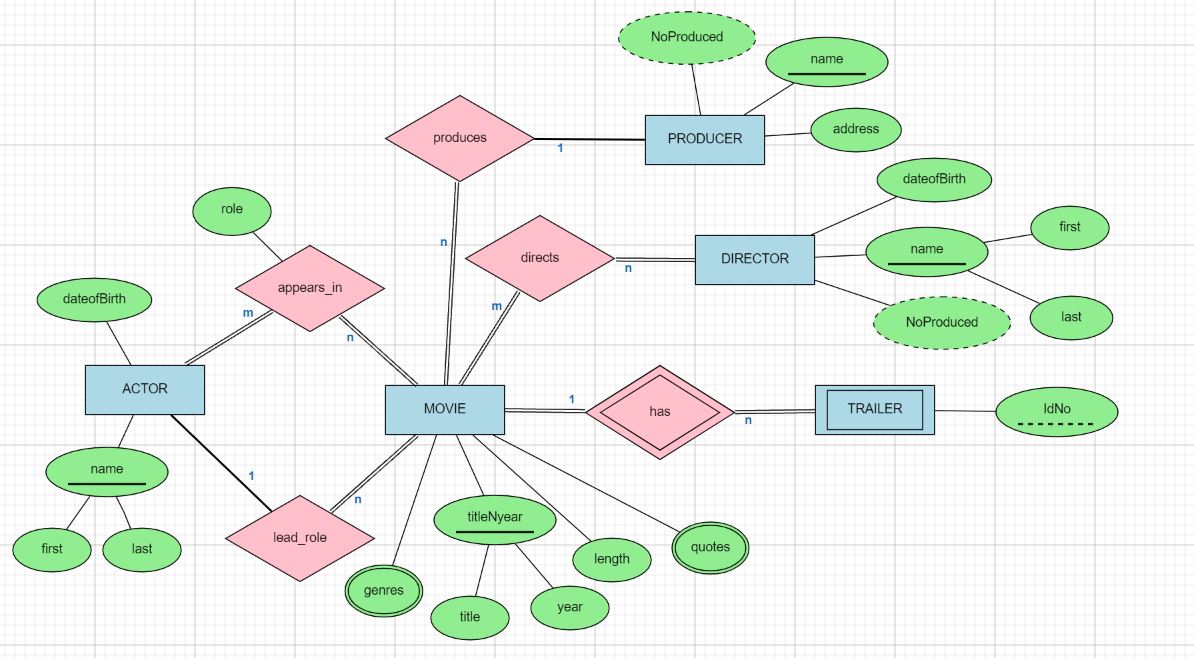 NoProduced
name
produces
1
PRODUCER
address
dateofBirth
role
first
name
n
directs
n
DIRECTOR
appears_in
dateofBirth
m
m
NoProduced
last
n
ACTOR
MOVIE
1
has
n
TRAILER
IdNo
name
1
n
titleNyear
first
last
lead_role
length
quotes
genres
title
year